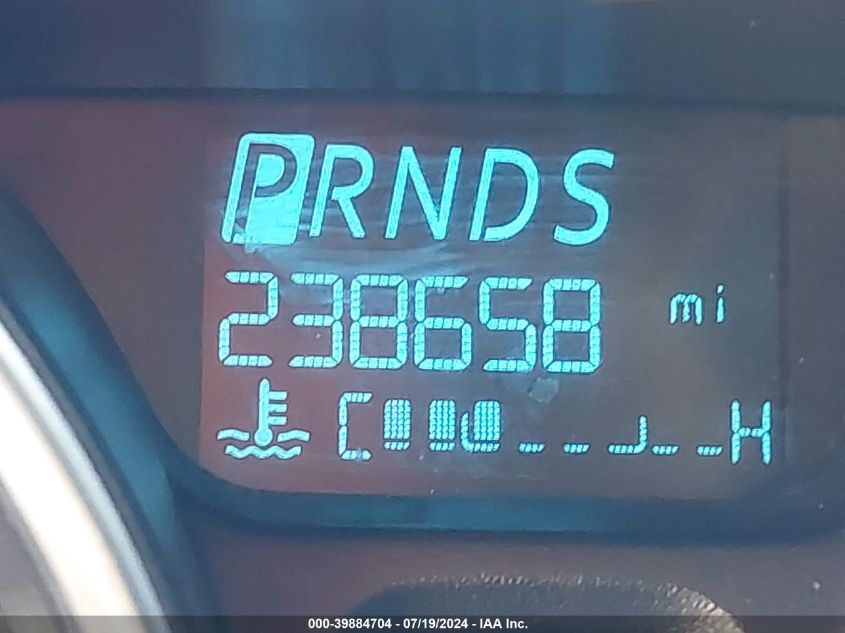 PRNDS
238658 mi
C H
000-39884704 - 07/19/2024 - IAA Inc.